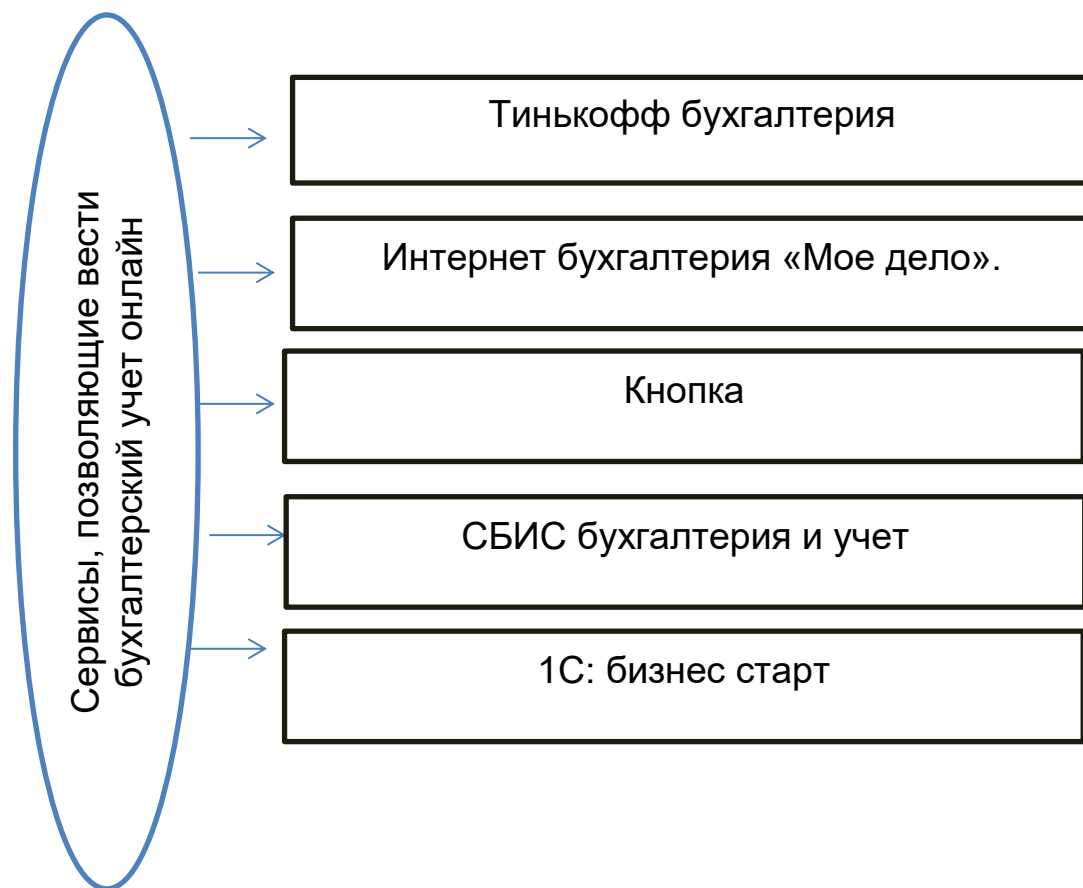 Сервисы, позволяющие вести
бухгалтерский учет онлайн
Тинькофф бухгалтерия
Интернет бухгалтерия «Мое дело».
Кнопка
СБИС бухгалтерия и учет
1С: бизнес старт